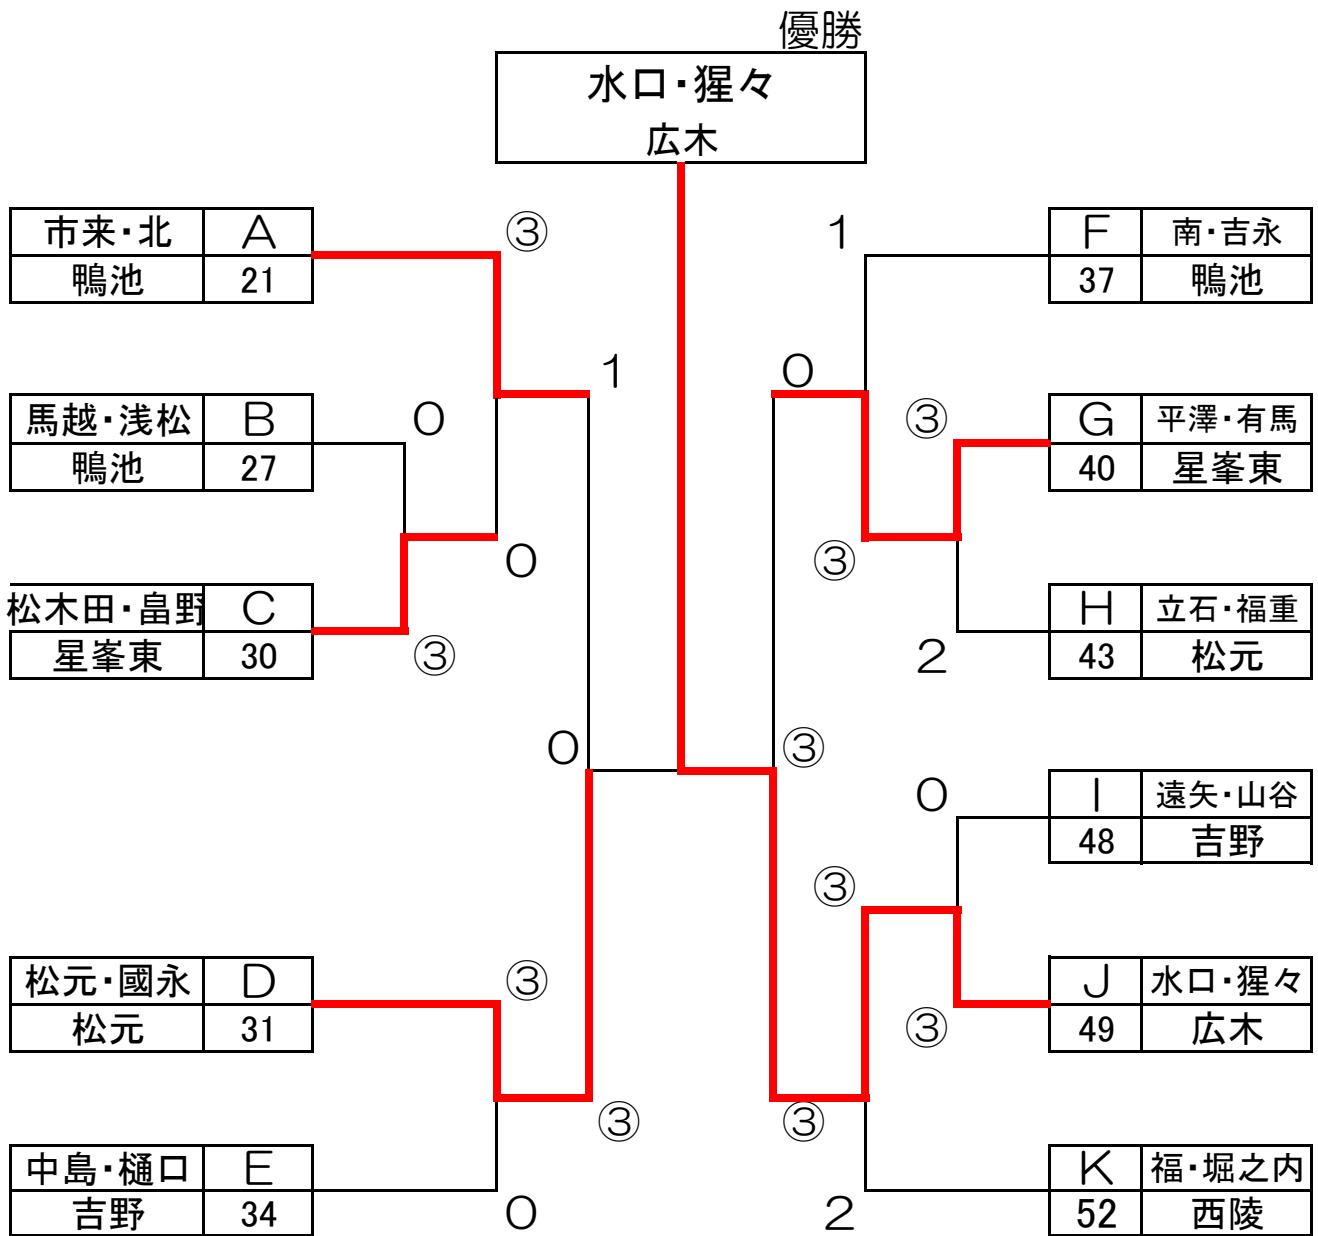 優勝
水口・猩々
広木
市来・北 A
鴨池 21
③
1
F 南・吉永
37 鴨池
1
0
馬越・浅松 B
鴨池 27
0
③
G 平澤・有馬
40 星峯東
0
③
松木田・畠野 C
星峯東 30
③
2
H 立石・福重
43 松元
0
③
0
I 遠矢・山谷
48 吉野
③
松元・國永 D
松元 31
③
③
J 水口・猩々
49 広木
③
③
中島・樋口 E
吉野 34
0
2
K 福・堀之内
52 西陵